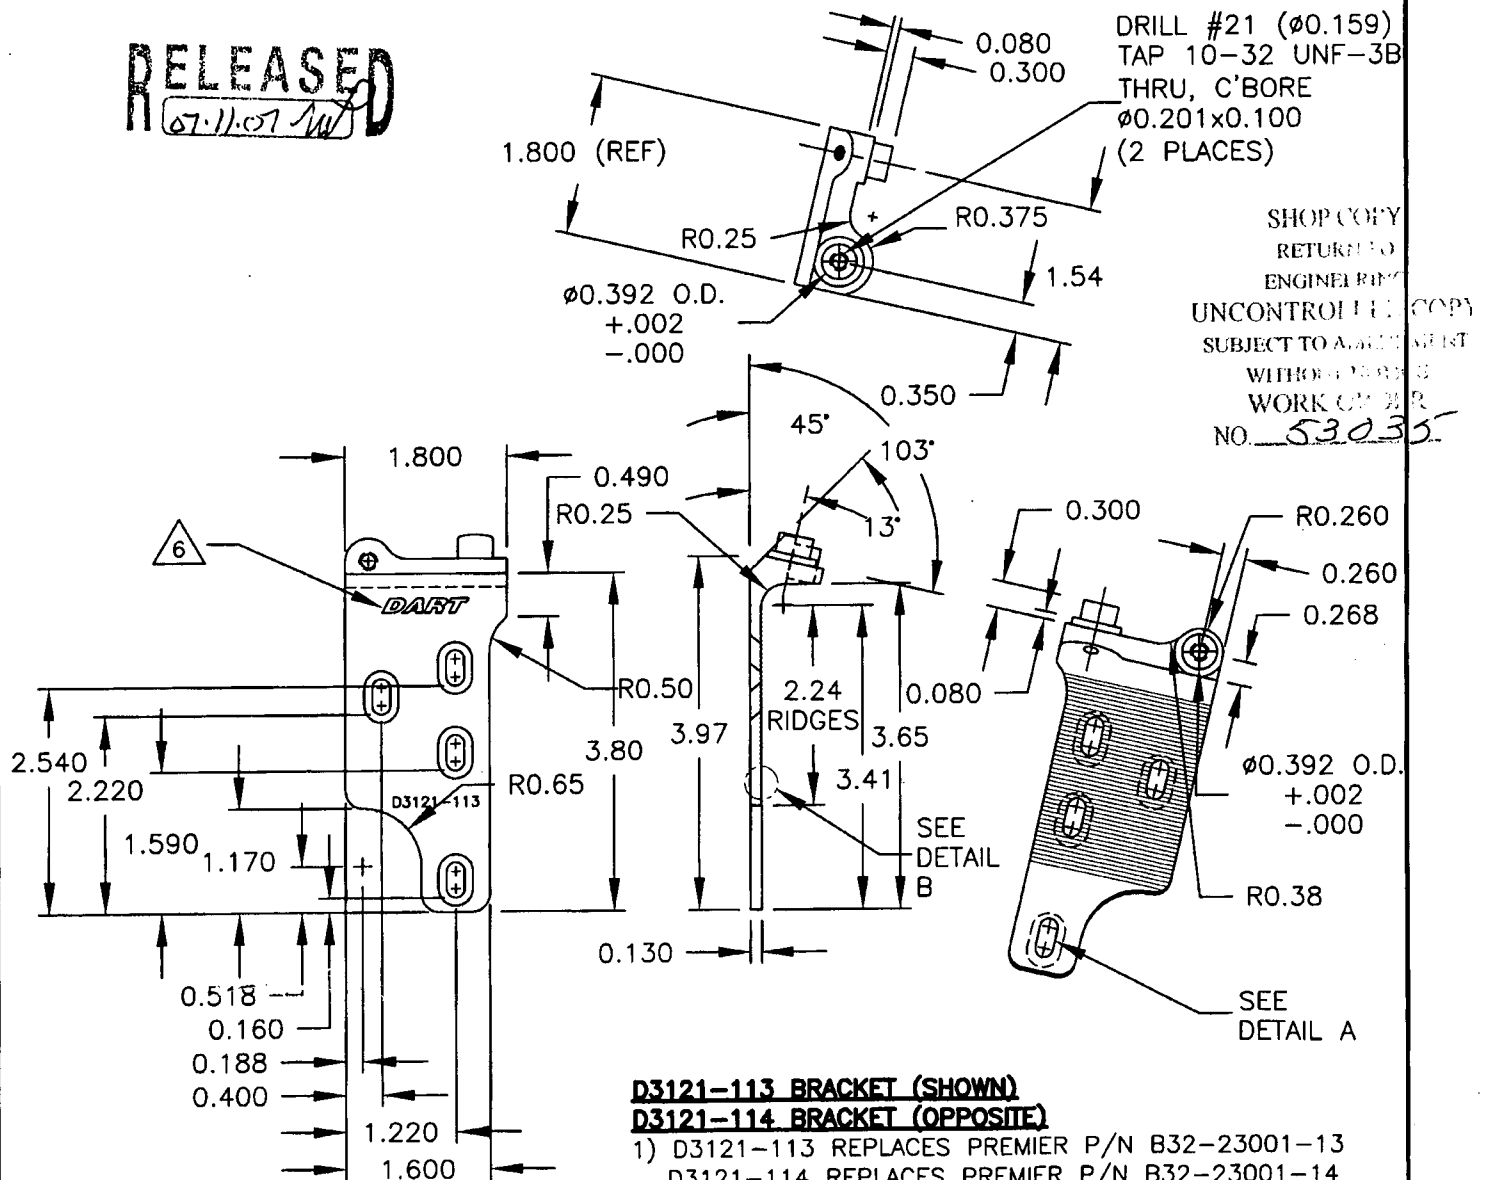 RELEASED
07.11.07
0.080
0.300
DRILL #21 (ø0.159)
TAP 10-32 UNF-3B
THRU, C'BORE
ø0.201x0.100
(2 PLACES)
1.800 (REF)
R0.25
R0.375
1.54
ø0.392 O.D.
+.002
-.000
0.350
SHOP COPY
RETURN TO
UNCONTROLLED COPY
SUBJECT TO
WORK ORDER
NO. 53035
45°
103°
13°
1.800
0.490
R0.25
6
DART
R0.50
2.540
2.220
1.590
1.170
D3121-113
R0.65
3.80
3.97
2.24
RIDGES
3.65
3.41
0.518
0.160
0.188
0.400
1.220
1.600
0.130
SEE
DETAIL
B
0.300
0.080
R0.260
0.260
0.268
ø0.392 O.D.
+.002
-.000
R0.38
SEE
DETAIL A
D3121-113 BRACKET (SHOWN)
D3121-114 BRACKET (OPPOSITE)
1) D3121-113 REPLACES PREMIER P/N B32-23001-13
D3121-114 REPLACES PREMIER P/N B32-23001-14